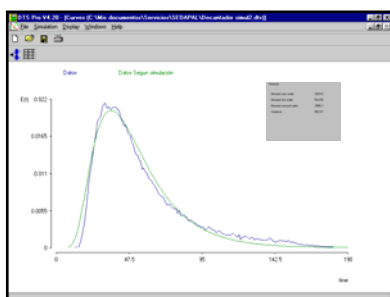 DTS Pro V4.20 - [Curvas (C:\Mis documentos\Servicios\SEDAPAL\Decantador simul2.dts)]
File Simulation Display Windows Help
Datos Datos Segun simulación
E(t) 0.022
0.0165
0.011
0.0055
0
0 47.5 95 142.5 190
time